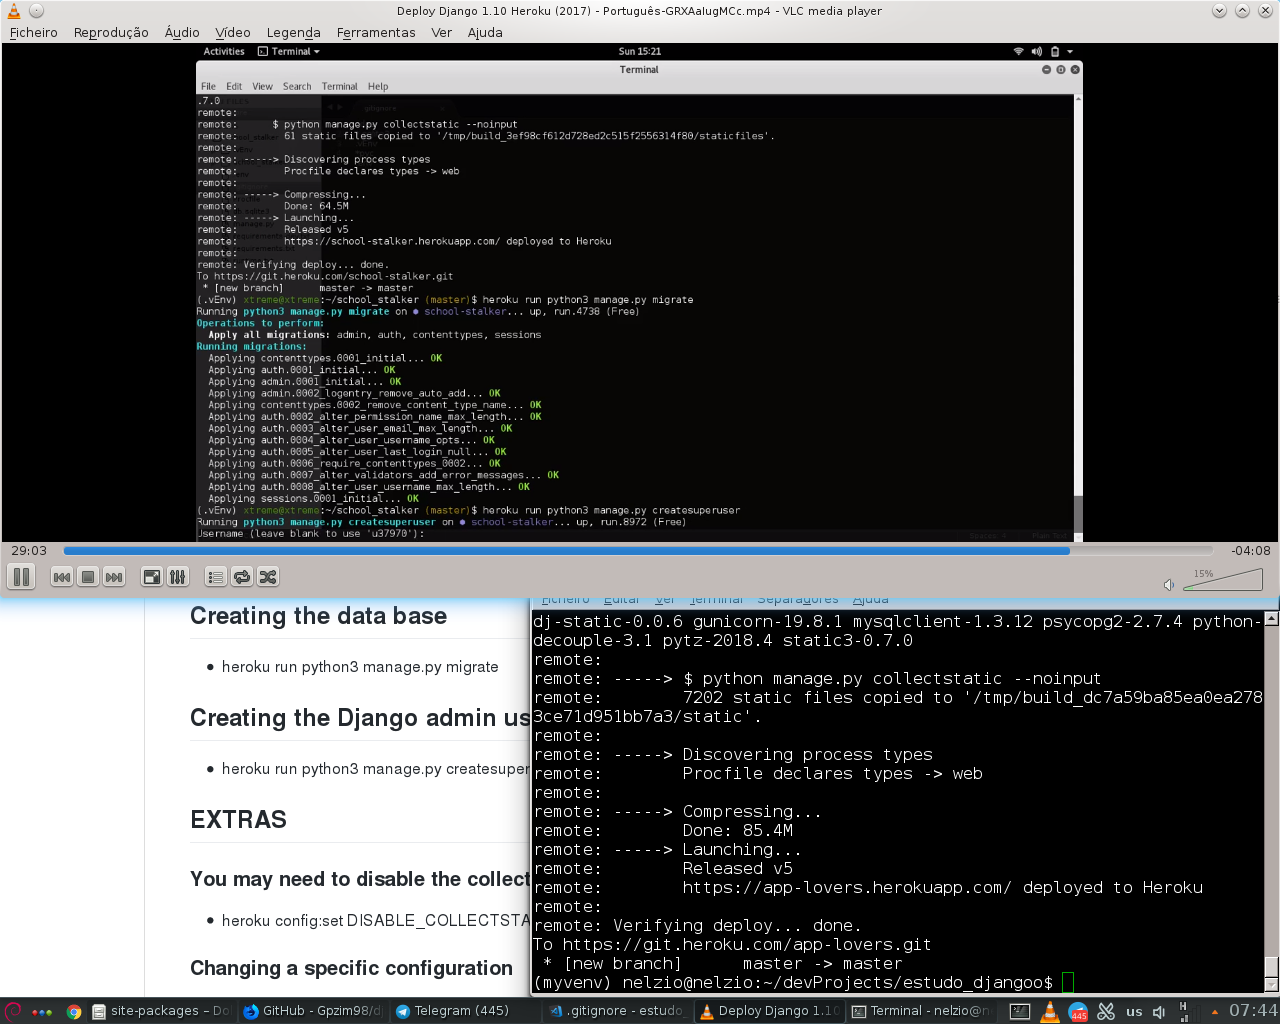 Deploy Django 1.10 Heroku (2017) - Português-GRXAalugMCc.mp4 - VLC media player
Ficheiro Reprodução Áudio Vídeo Legenda Ferramentas Ver Ajuda
Activities Terminal Sun 15:21
Terminal
File Edit View Search Terminal Help
.7.0
remote:
remote: $ python manage.py collectstatic --noinput
remote: 61 static files copied to '/tmp/build_3ef98cf612d728ed2c515f2556314f80/staticfiles'.
remote:
remote: -----> Discovering process types
remote: Procfile declares types -> web
remote:
remote: -----> Compressing...
remote: Done: 64.5M
remote: -----> Launching...
remote: Released v5
remote: https://school-stalker.herokuapp.com/ deployed to Heroku
remote:
remote: Verifying deploy... done.
To https://git.heroku.com/school-stalker.git
* [new branch] master -> master
(.vEnv) xtreme@xtreme:~/school_stalker (master)$ heroku run python3 manage.py migrate
Running python3 manage.py migrate on ● school-stalker... up, run.4738 (Free)
Operations to perform:
Apply all migrations: admin, auth, contenttypes, sessions
Running migrations:
Applying contenttypes.0001_initial... OK
Applying auth.0001_initial... OK
Applying admin.0001_initial... OK
Applying admin.0002_logentry_remove_auto_add... OK
Applying contenttypes.0002_remove_content_type_name... OK
Applying auth.0002_alter_permission_name_max_length... OK
Applying auth.0003_alter_user_email_max_length... OK
Applying auth.0004_alter_user_username_opts... OK
Applying auth.0005_alter_user_last_login_null... OK
Applying auth.0006_require_contenttypes_0002... OK
Applying auth.0007_alter_validators_add_error_messages... OK
Applying auth.0008_alter_user_username_max_length... OK
Applying sessions.0001_initial... OK
(.vEnv) xtreme@xtreme:~/school_stalker (master)$ heroku run python3 manage.py createsuperuser
Running python3 manage.py createsuperuser on ● school-stalker... up, run.8972 (Free)
Username (leave blank to use 'u37970'):
29:03 -04:08
15%
Creating the data base
• heroku run python3 manage.py migrate
Creating the Django admin us
• heroku run python3 manage.py createsuper
EXTRAS
You may need to disable the collect
• heroku config:set DISABLE_COLLECTSTA
Changing a specific configuration
Ficheiro Editar Ver Terminal Separadores Ajuda
dj-static-0.0.6 gunicorn-19.8.1 mysqlclient-1.3.12 psycopg2-2.7.4 python-
decouple-3.1 pytz-2018.4 static3-0.7.0
remote:
remote: -----> $ python manage.py collectstatic --noinput
remote: 7202 static files copied to '/tmp/build_dc7a59ba85ea0ea278
3ce71d951bb7a3/static'.
remote:
remote: -----> Discovering process types
remote: Procfile declares types -> web
remote:
remote: -----> Compressing...
remote: Done: 85.4M
remote: -----> Launching...
remote: Released v5
remote: https://app-lovers.herokuapp.com/ deployed to Heroku
remote:
remote: Verifying deploy... done.
To https://git.heroku.com/app-lovers.git
* [new branch] master -> master
(myvenv) nelzio@nelzio:~/devProjects/estudo_djangoo$
site-packages – Do GitHub - Gpzim98/dj Telegram (445) .gitignore - estudo_ Deploy Django 1.10 Terminal - nelzio@n 445 us 07:44